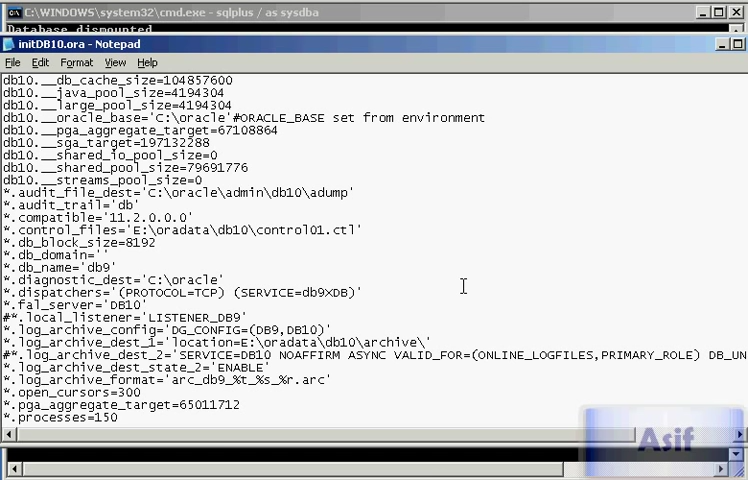 C:\WINDOWS\system32\cmd.exe - sqlplus / as sysdba
Database dismounted
initDB10.ora - Notepad
File Edit Format View Help
db10.__db_cache_size=104857600
db10.__java_pool_size=4194304
db10.__large_pool_size=4194304
db10.__oracle_base='C:\oracle'#ORACLE_BASE set from environment
db10.__pga_aggregate_target=67108864
db10.__sga_target=197132288
db10.__shared_io_pool_size=0
db10.__shared_pool_size=79691776
db10.__streams_pool_size=0
*.audit_file_dest='C:\oracle\admin\db10\adump'
*.audit_trail='db'
*.compatible='11.2.0.0.0'
*.control_files='E:\oradata\db10\control01.ctl'
*.db_block_size=8192
*.db_domain=''
*.db_name='db9'
*.diagnostic_dest='C:\oracle'
*.dispatchers='(PROTOCOL=TCP) (SERVICE=db9XDB)'
*.fal_server='DB10'
#*.local_listener='LISTENER_DB9'
*.log_archive_config='DG_CONFIG=(DB9,DB10)'
*.log_archive_dest_1='location=E:\oradata\db10\archive\'
#*.log_archive_dest_2='SERVICE=DB10 NOAFFIRM ASYNC VALID_FOR=(ONLINE_LOGFILES,PRIMARY_ROLE) DB_UN
*.log_archive_dest_state_2='ENABLE'
*.log_archive_format='arc_db9_%t_%s_%r.arc'
*.open_cursors=300
*.pga_aggregate_target=65011712
*.processes=150
Asif